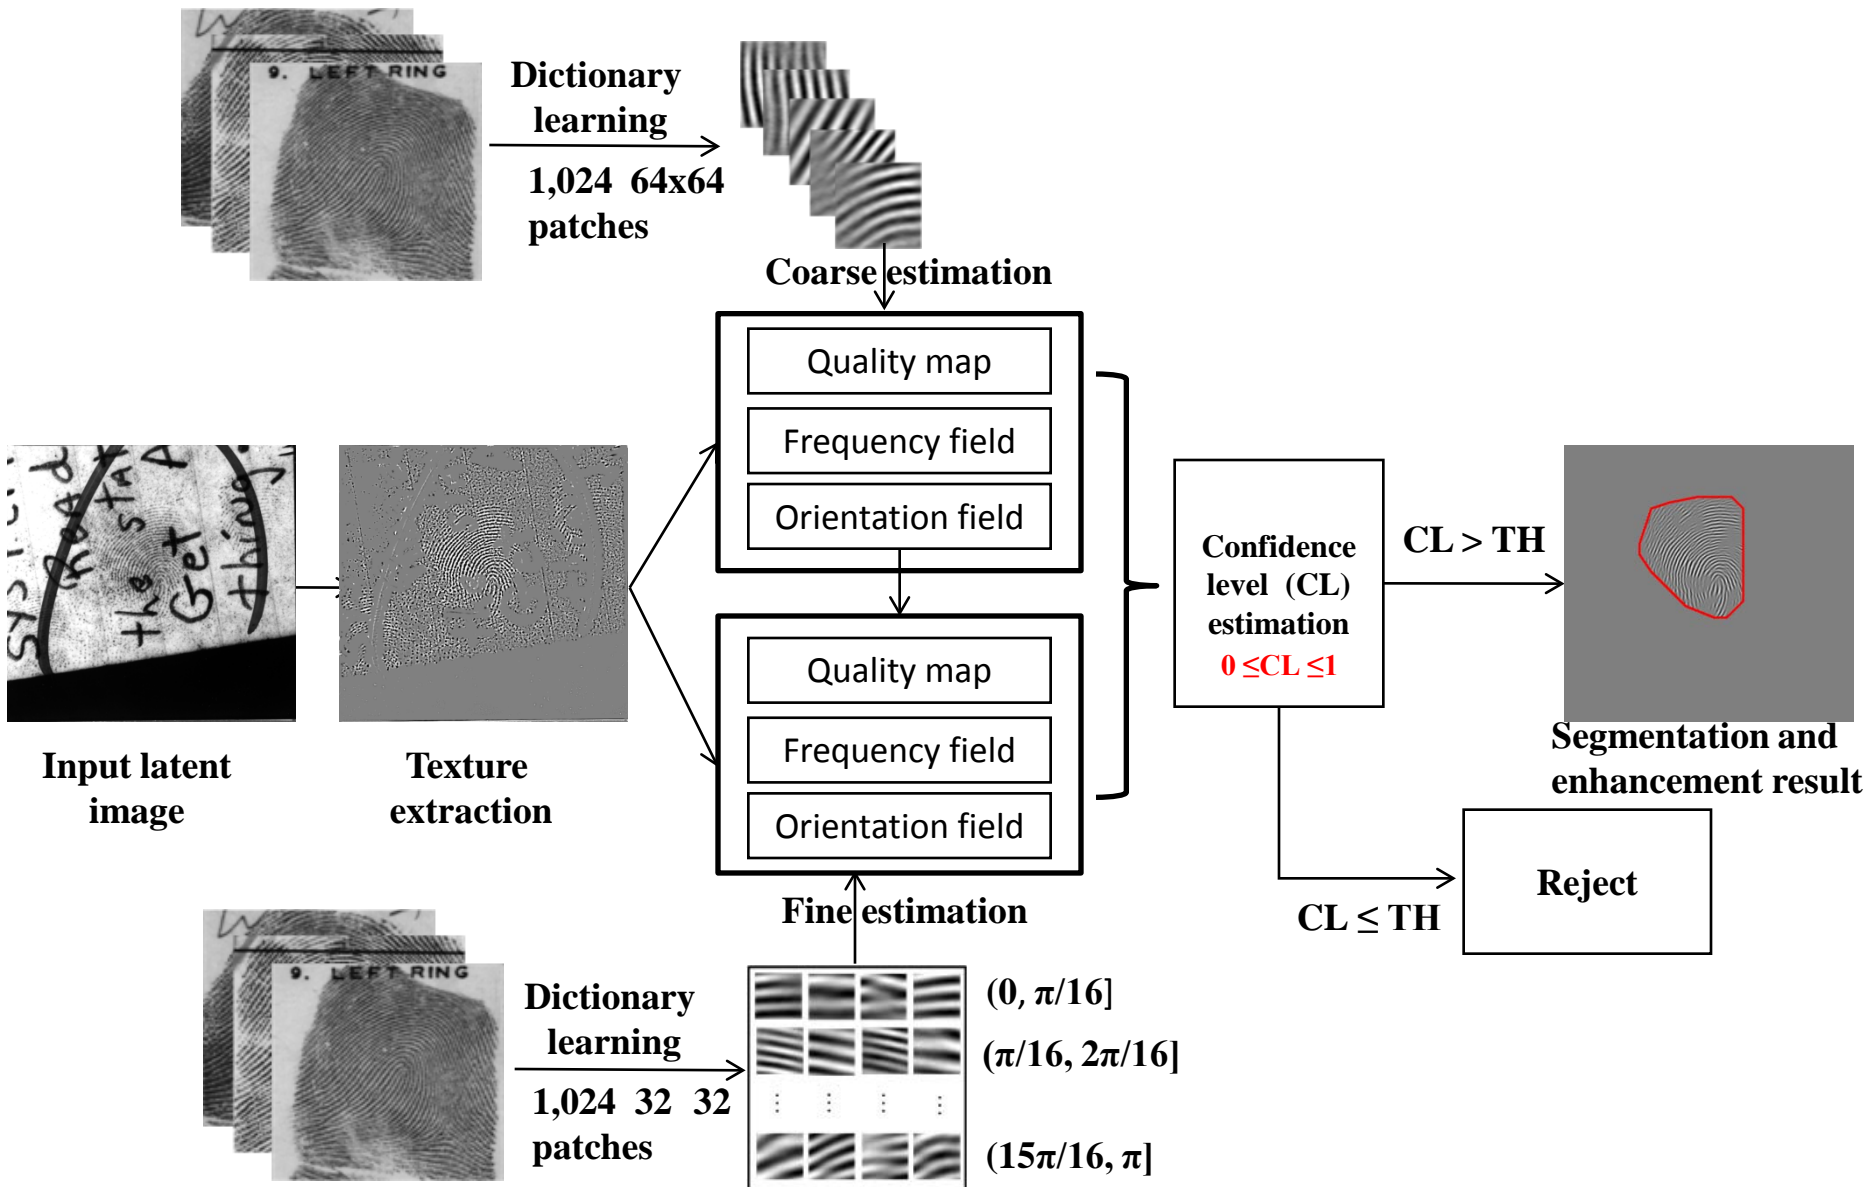 9. LEFT RING
Dictionary
learning
1,024 64x64
patches
Coarse estimation
Quality map
Frequency field
Orientation field
Road
the
star
Get
thing
Input latent
image
Texture
extraction
Quality map
Frequency field
Orientation field
Fine estimation
Confidence
level (CL)
estimation
0 ≤CL ≤1
CL > TH
Segmentation and
enhancement result
CL ≤ TH
Reject
9. LEFT RING
Dictionary
learning
1,024 32 32
patches
(0, π/16]
(π/16, 2π/16]
(15π/16, π]